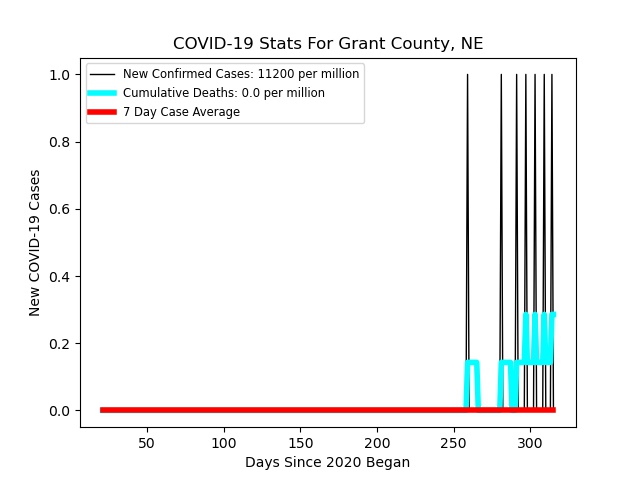 COVID-19 Stats For Grant County, NE
New Confirmed Cases: 11200 per million
Cumulative Deaths: 0.0 per million
7 Day Case Average
New COVID-19 Cases
1.0
0.8
0.6
0.4
0.2
0.0
50 100 150 200 250 300
Days Since 2020 Began